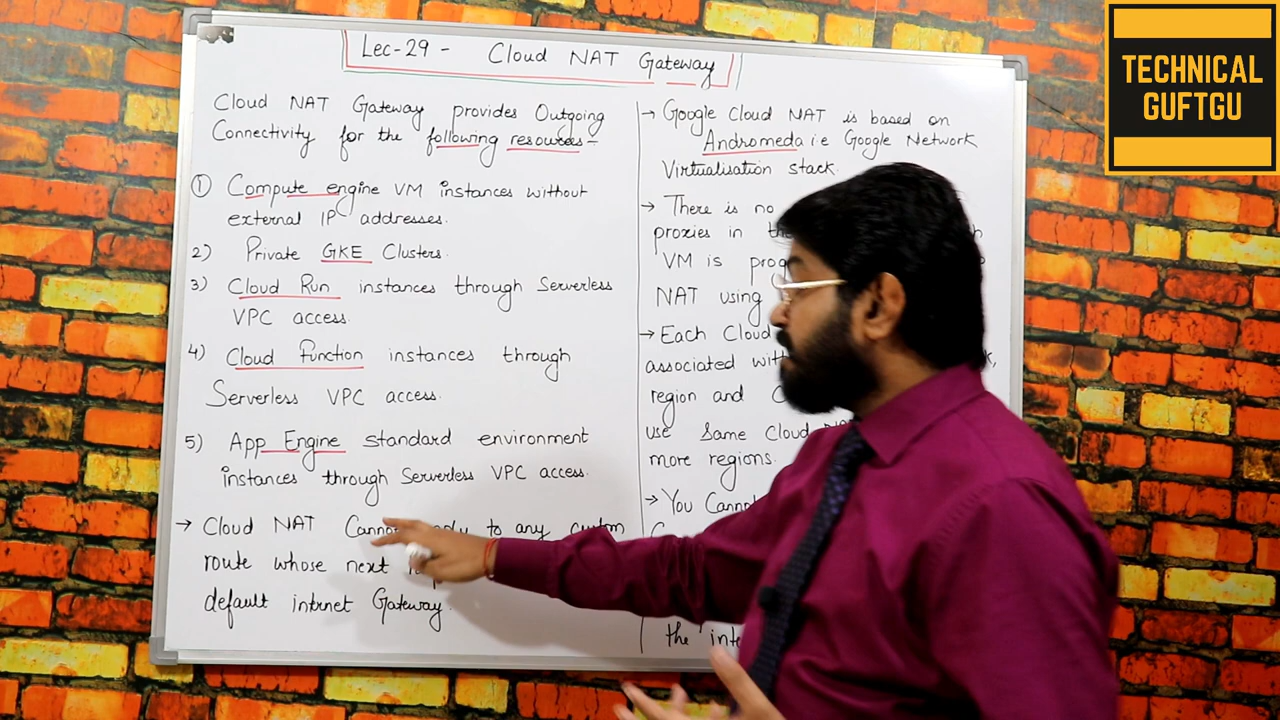 Lec-29 - Cloud NAT Gateway
Cloud NAT Gateway provides Outgoing
Connectivity for the following resources-
① Compute engine VM instances without
external IP addresses.
2) Private GKE Clusters.
3) Cloud Run instances through Serverless
VPC access.
4) Cloud Function instances through
Serverless VPC access.
5) App Engine standard environment
instances through Serverless VPC access.
→ Cloud NAT to any custom
route whose next
default intrnet Gateway.
→ Google Cloud NAT is based on
Andromeda i.e Google Network
Virtualisation stack.
→ There is no
proxies in
VM is
NAT using
→ Each Cloud
associated
region and
use Same Cloud
more regions.
→ You
the
TECHNICAL
GUFTGU